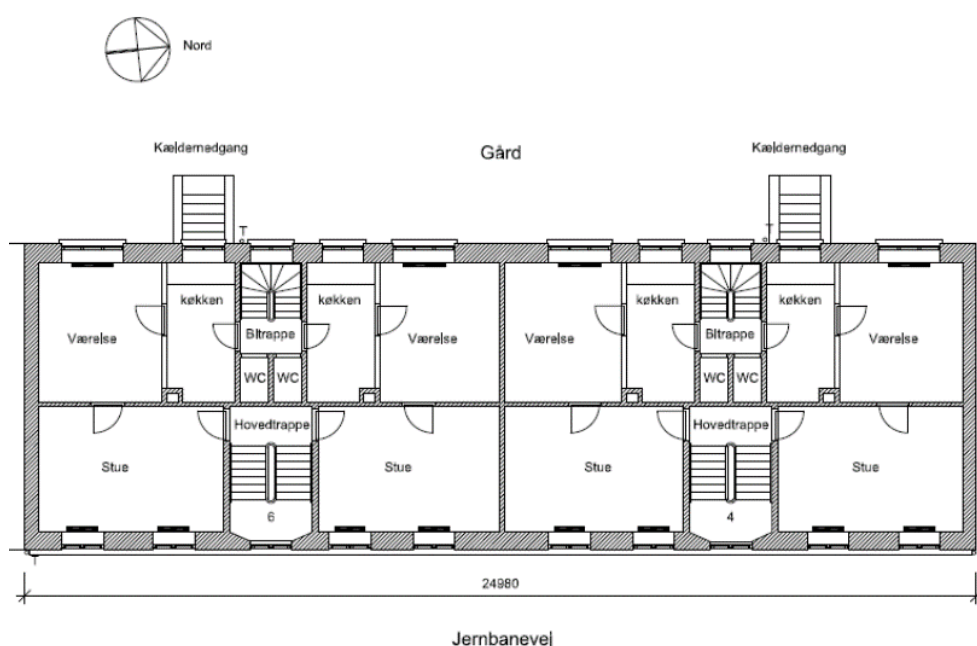 Nord
Kældernedgang
Gård
Kældernedgang
T
T
køkken
køkken
køkken
køkken
Værelse
Bitrappe
Værelse
Værelse
Bitrappe
Værelse
WC
WC
WC
WC
Hovedtrappe
Hovedtrappe
Stue
Stue
Stue
Stue
6
4
T
24980
Jernbanevej